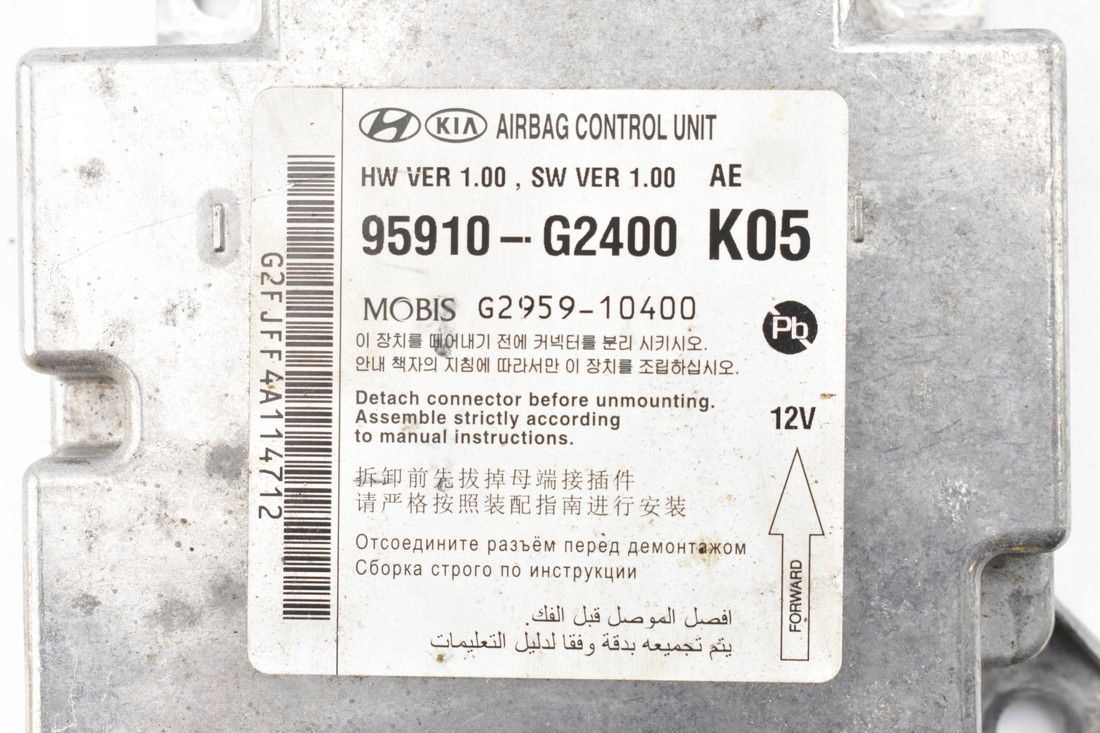 KIA AIRBAG CONTROL UNIT
HW VER 1.00 , SW VER 1.00 AE
95910 - G2400 K05
MOBIS G2959-10400
Pb
이 장치를 떼어내기 전에 커넥터를 분리 시키시오.
안내 책자의 지침에 따라서만 이 장치를 조립하십시오.
Detach connector before unmounting.
Assemble strictly according
to manual instructions.
12V
拆卸前先拔掉母端接插件
请严格按照装配指南进行安装
Отсоедините разъём перед демонтажом
Сборка строго по инструкции
FORWARD
افصل الموصل قبل الفك.
يتم تجميعه بدقة وفقا لدليل التعليمات
G2FJFF4A114712